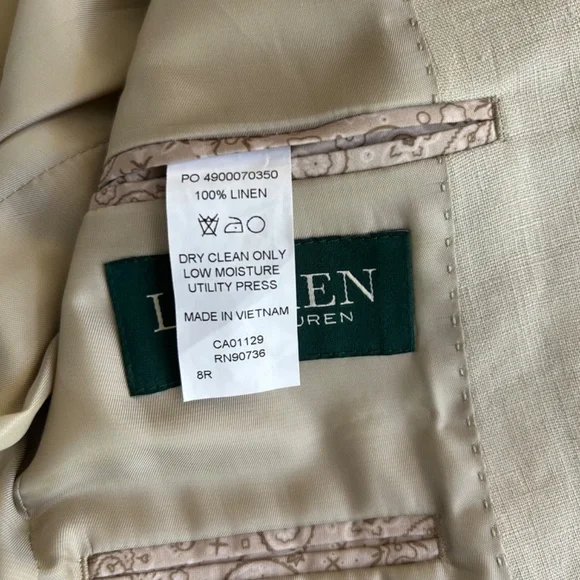 PO 4900070350
100% LINEN
DRY CLEAN ONLY
LOW MOISTURE
UTILITY PRESS
MADE IN VIETNAM
CA01129
RN90736
8R